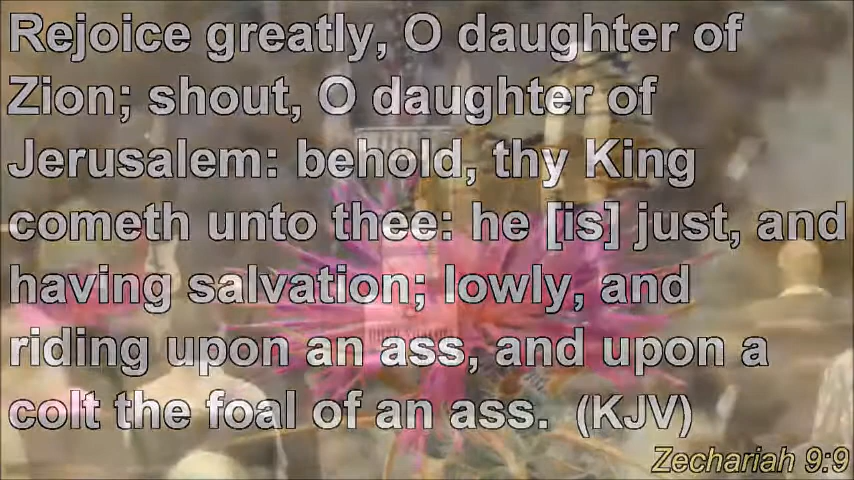 Rejoice greatly, O daughter of
Zion; shout, O daughter of
Jerusalem: behold, thy King
cometh unto thee: he [is] just, and
having salvation; lowly, and
riding upon an ass, and upon a
colt the foal of an ass. (KJV)
Zechariah 9:9